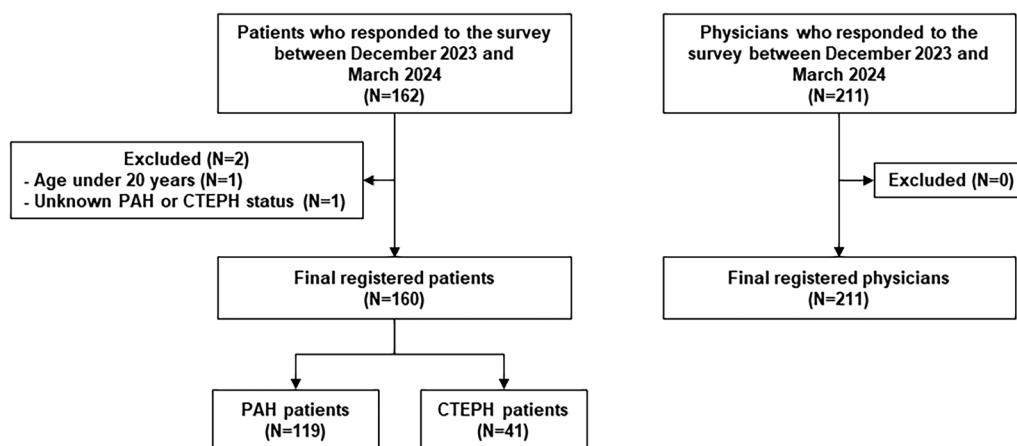 Patients who responded to the survey
between December 2023 and
March 2024
(N=162)
Physicians who responded to the
survey between December 2023 and
March 2024
(N=211)
Excluded (N=2)
- Age under 20 years (N=1)
- Unknown PAH or CTEPH status (N=1)
Excluded (N=0)
Final registered patients
(N=160)
Final registered physicians
(N=211)
PAH patients
(N=119)
CTEPH patients
(N=41)